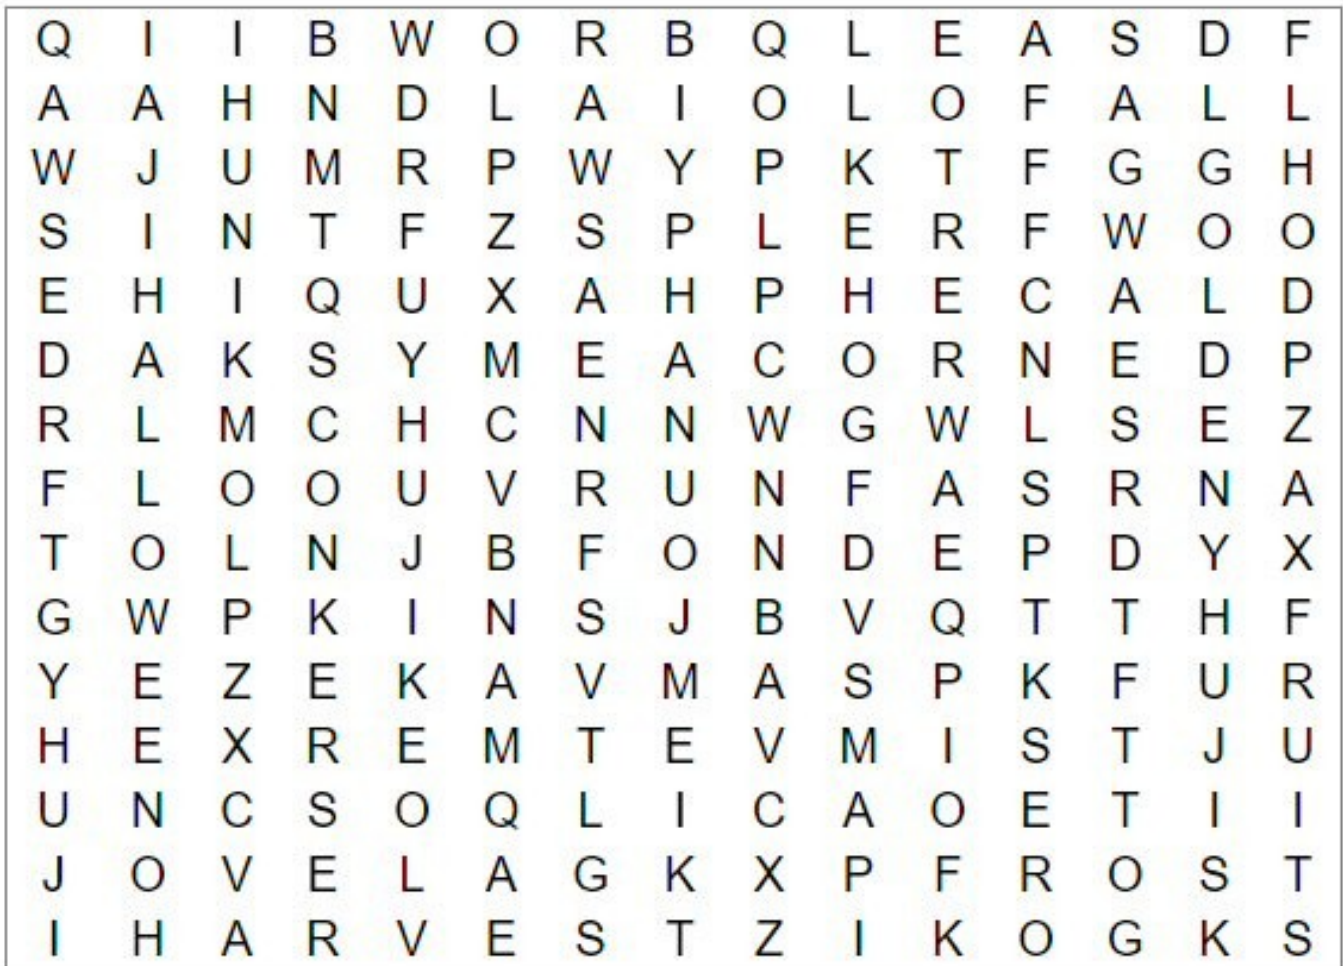 Q I I B W O R B Q L E A S D F
A A H N D L A I O L O F A L L
W J U M R P W Y P K T F G G H
S I N T F Z S P L E R F W O O
E H I Q U X A H P H E C A L D
D A K S Y M E A C O R N E D P
R L M C H C N N W G W L S E Z
F L O O U V R U N F A S R N A
T O L N J B F O N D E P D Y X
G W P K I N S J B V Q T T H F
Y E Z E K A V M A S P K F U R
H E X R E M T E V M I S T J U
U N C S O Q L I C A O E T I I
J O V E L A G K X P F R O S T
I H A R V E S T Z I K O G K S